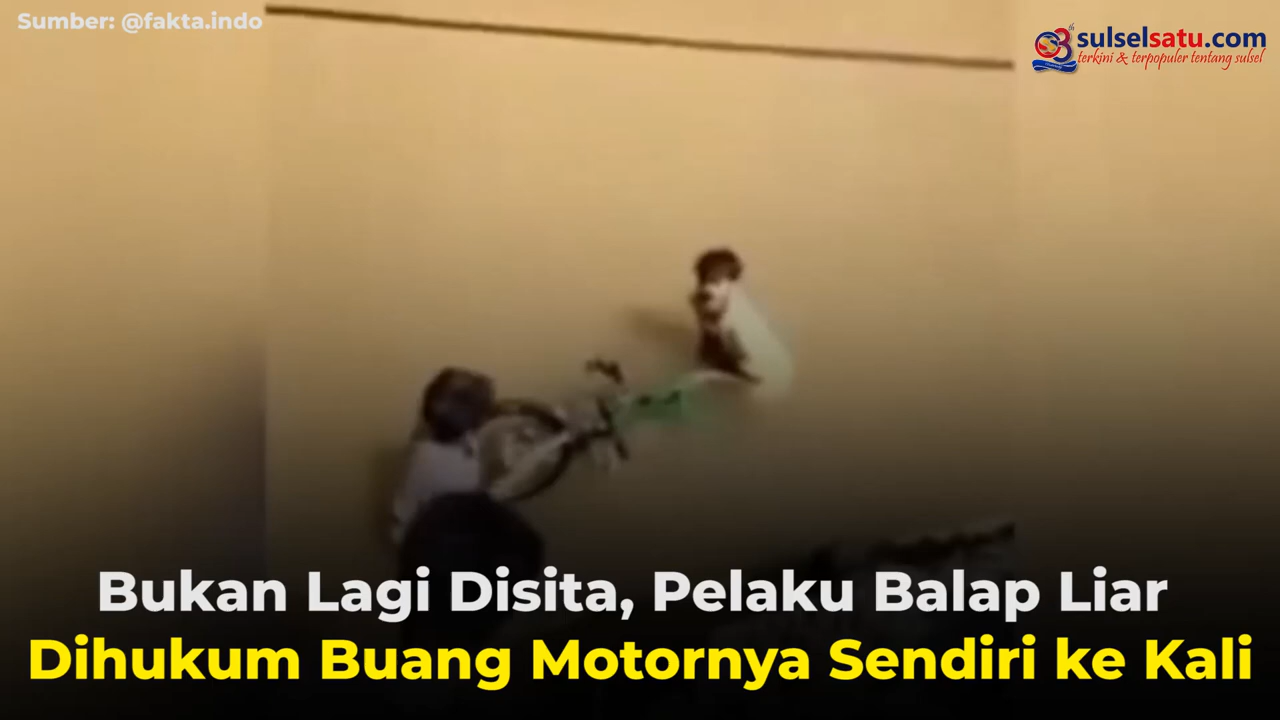 Sumber: @fakta.indo
sulselsatu.com
terkini & terpopuler tentang sulsel
Bukan Lagi Disita, Pelaku Balap Liar
Dihukum Buang Motornya Sendiri ke Kali